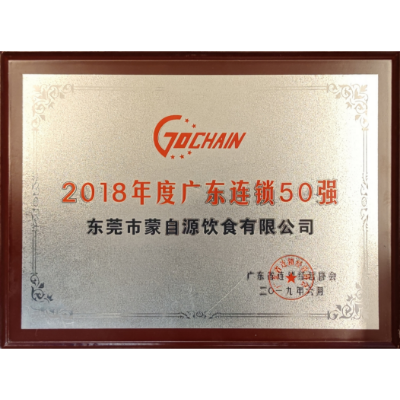 GOCHAIN
2018年度广东连锁50强
东莞市蒙自源饮食有限公司
广东省连锁经营协会
二〇一九年六月